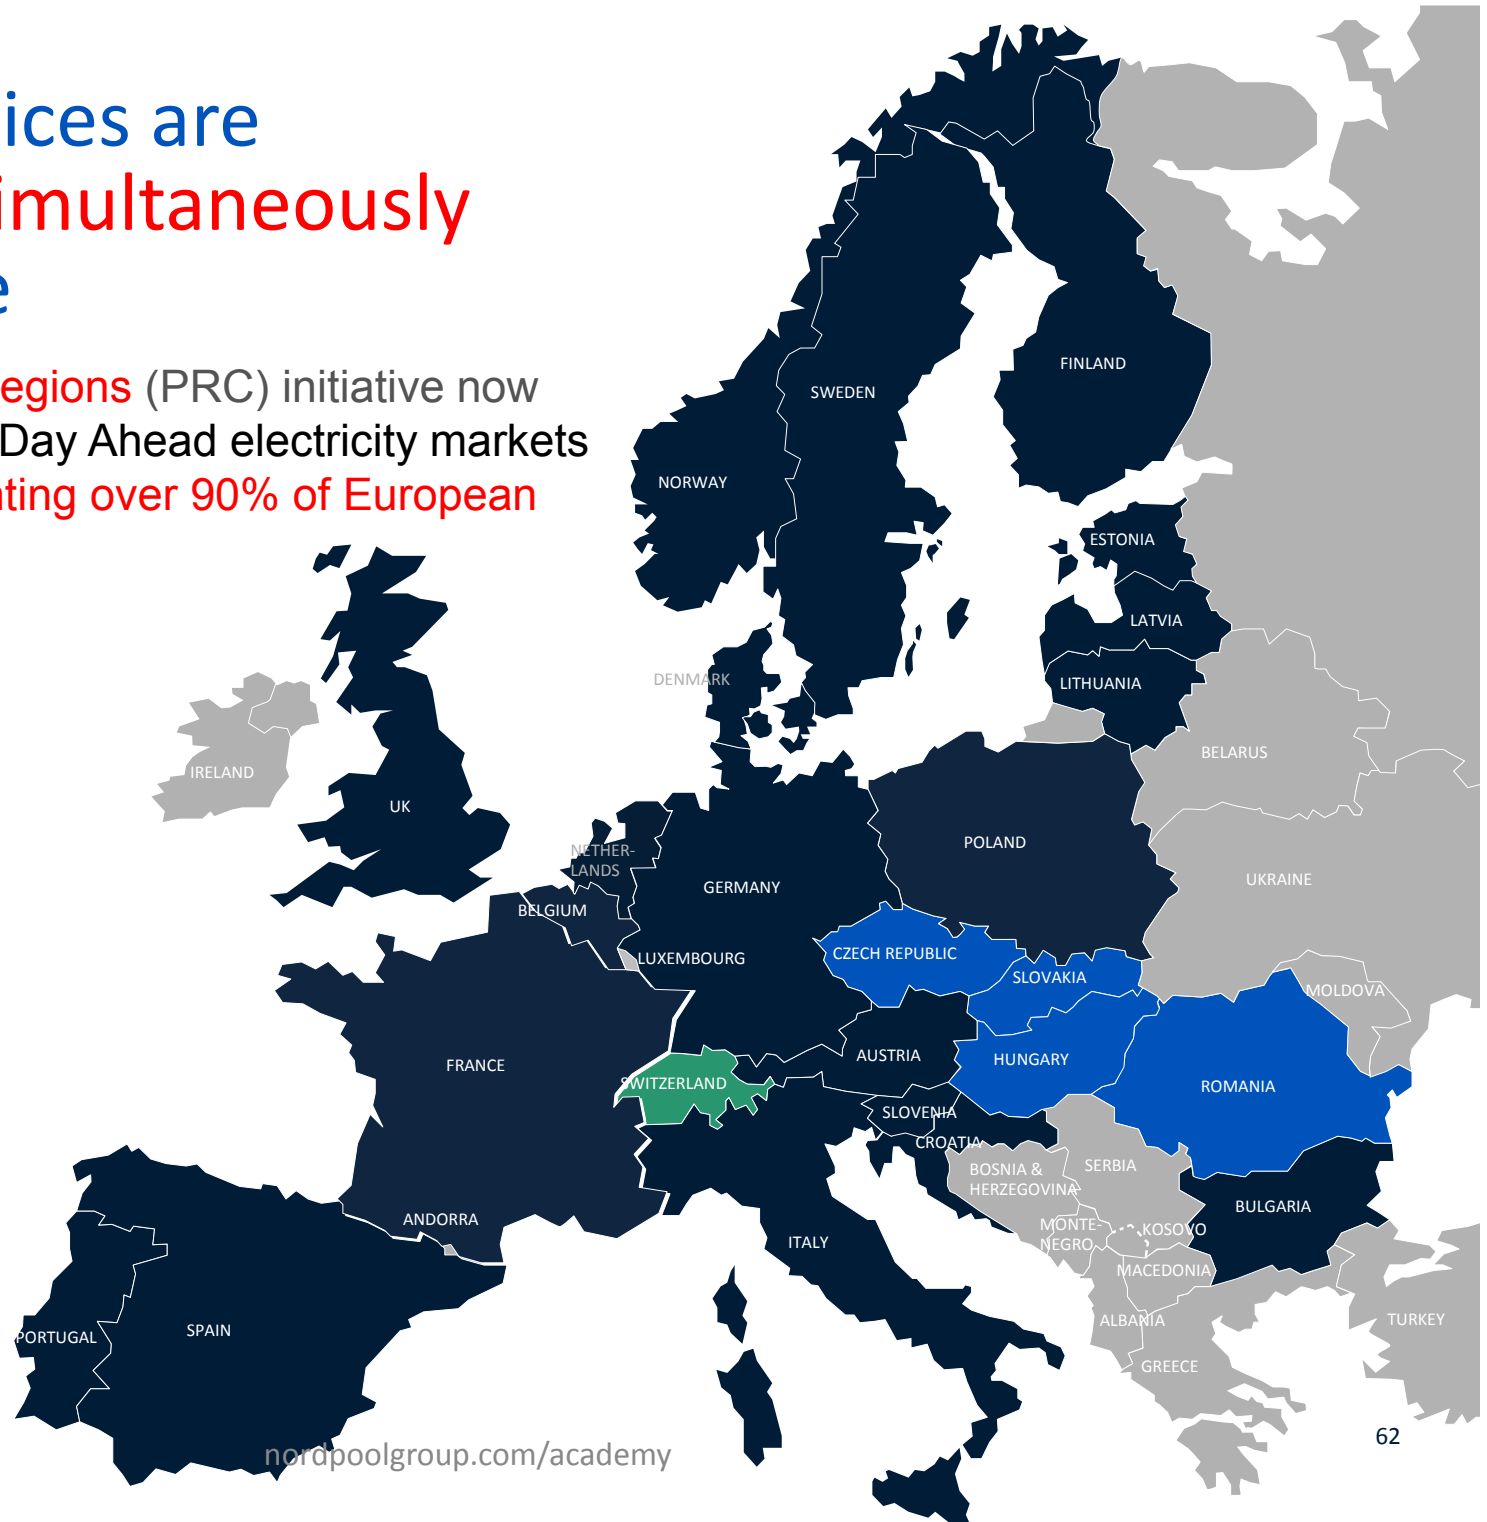 ices are
imultaneously
e
egions (PRC) initiative now
Day Ahead electricity markets
ting over 90% of European
FINLAND
SWEDEN
NORWAY
ESTONIA
LATVIA
DENMARK
LITHUANIA
BELARUS
IRELAND
UK
POLAND
NETHER-
LANDS
UKRAINE
GERMANY
BELGIUM
CZECH REPUBLIC
LUXEMBOURG
SLOVAKIA
MOLDOVA
AUSTRIA
HUNGARY
FRANCE
SWITZERLAND
ROMANIA
SLOVENIA
CROATIA
SERBIA
BOSNIA &
HERZEGOVINA
BULGARIA
ANDORRA
MONTE-
NEGRO
KOSOVO
ITALY
MACEDONIA
ALBANIA
TURKEY
SPAIN
PORTUGAL
GREECE
62
nordpoolgroup.com/academy